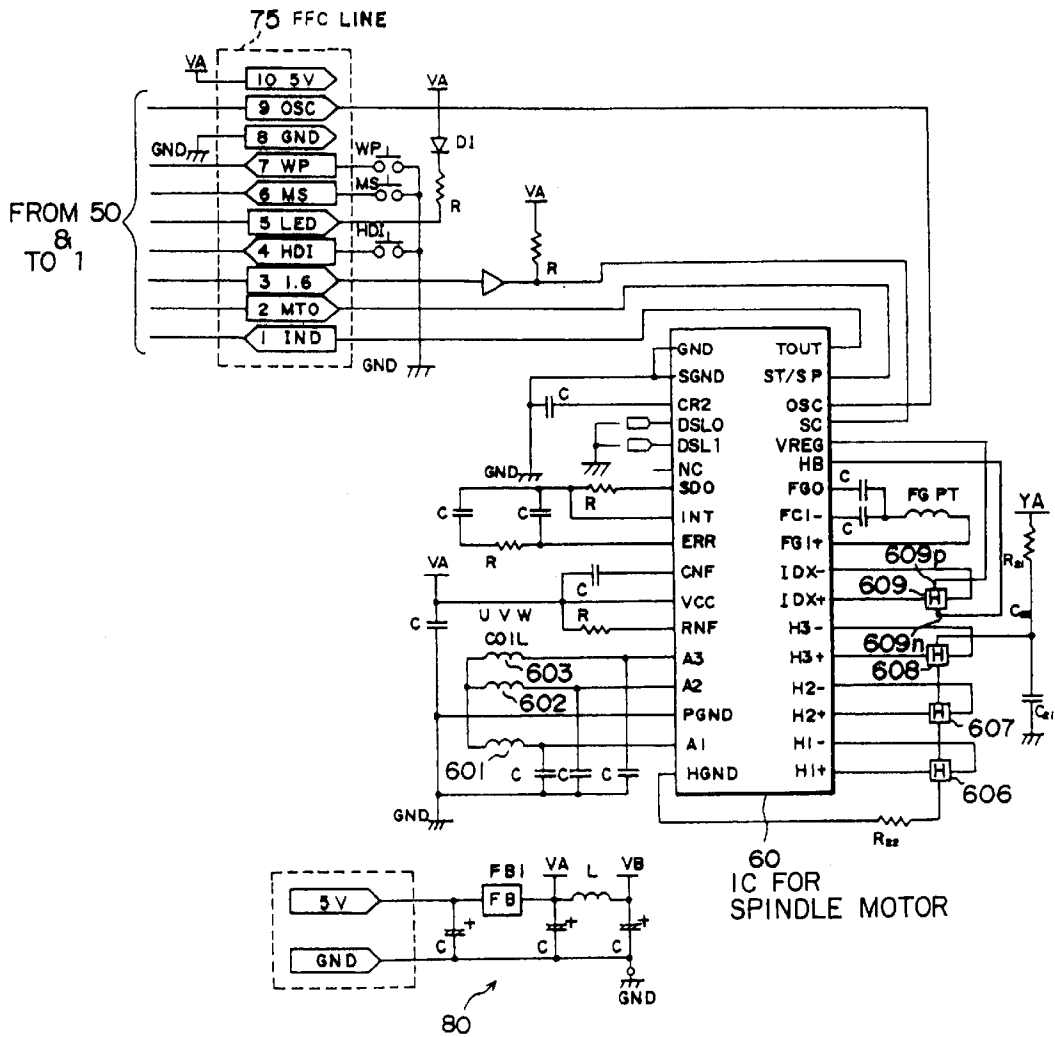 75 FFC LINE
VA
10 5V
VA
9 OSC
8 GND
GND
D1
7 WP
WP
6 MS
MS
R
VA
FROM 50
&
TO 1
5 LED
HDI
4 HDI
3 1.6
R
2 MTO
1 IND
GND
GND
TOUT
SGND
ST/SP
C
CR2
OSC
DSL0
SC
DSL1
VREG
GND
NC
HB
C
C
R
SDO
FG0
C
FG PT
YA
INT
FC1-
C
R
ERR
FG1+
R21
VA
C
CNF
IDX-
609p
609
H
C
VCC
IDX+
U V W
COIL
R
RNF
H3-
609n
603
A3
H3+
H
608
602
A2
H2-
C21
PGND
H2+
H
607
601
A1
H1-
C
C
C
HGND
H1+
H
606
GND
R22
60
IC FOR
SPINDLE MOTOR
FB1
VA
L
VB
5V
FB
+
+
+
C
C
C
GND
GND
80